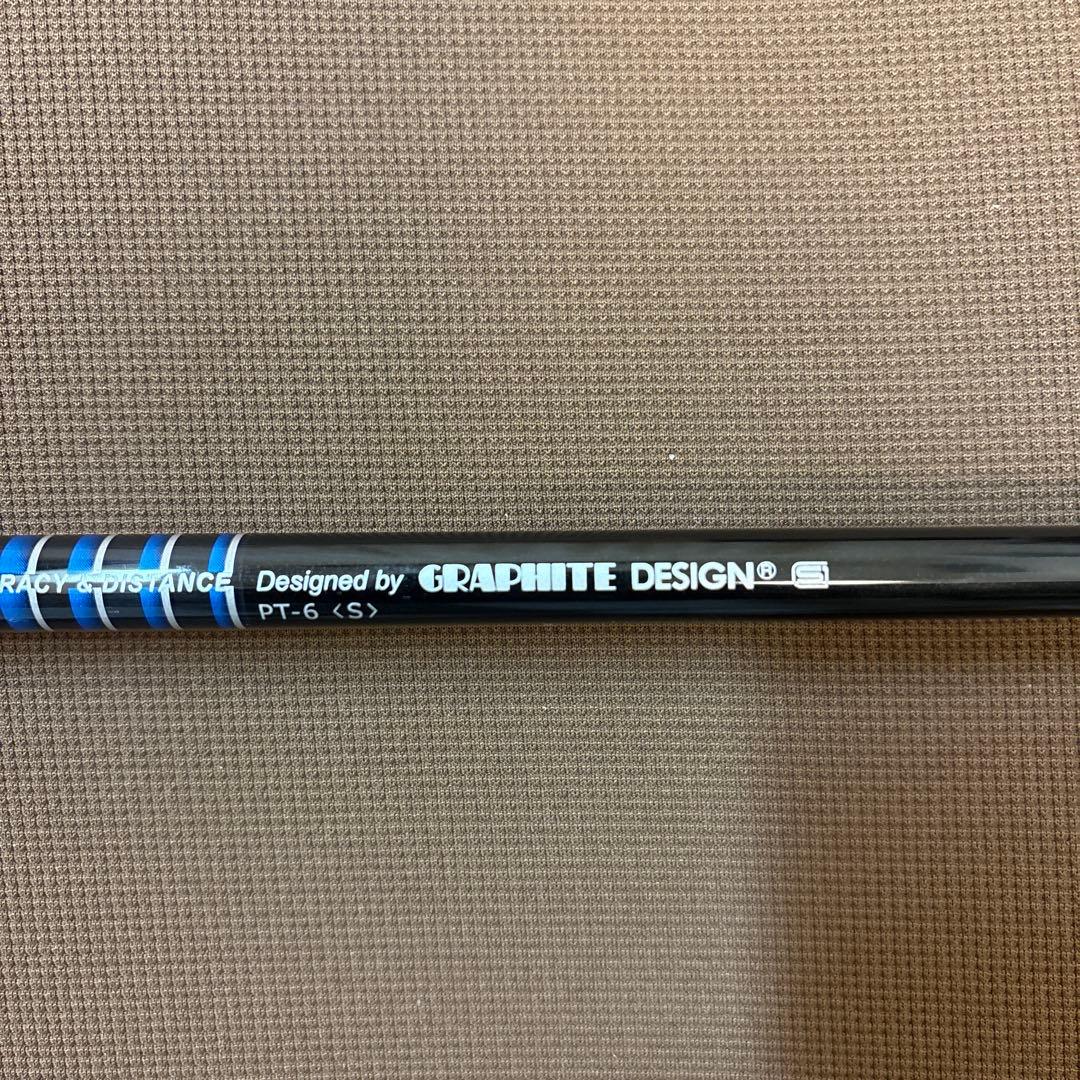 RACY & DISTANCE Designed by GRAPHITE DESIGN®
PT-6 <S>